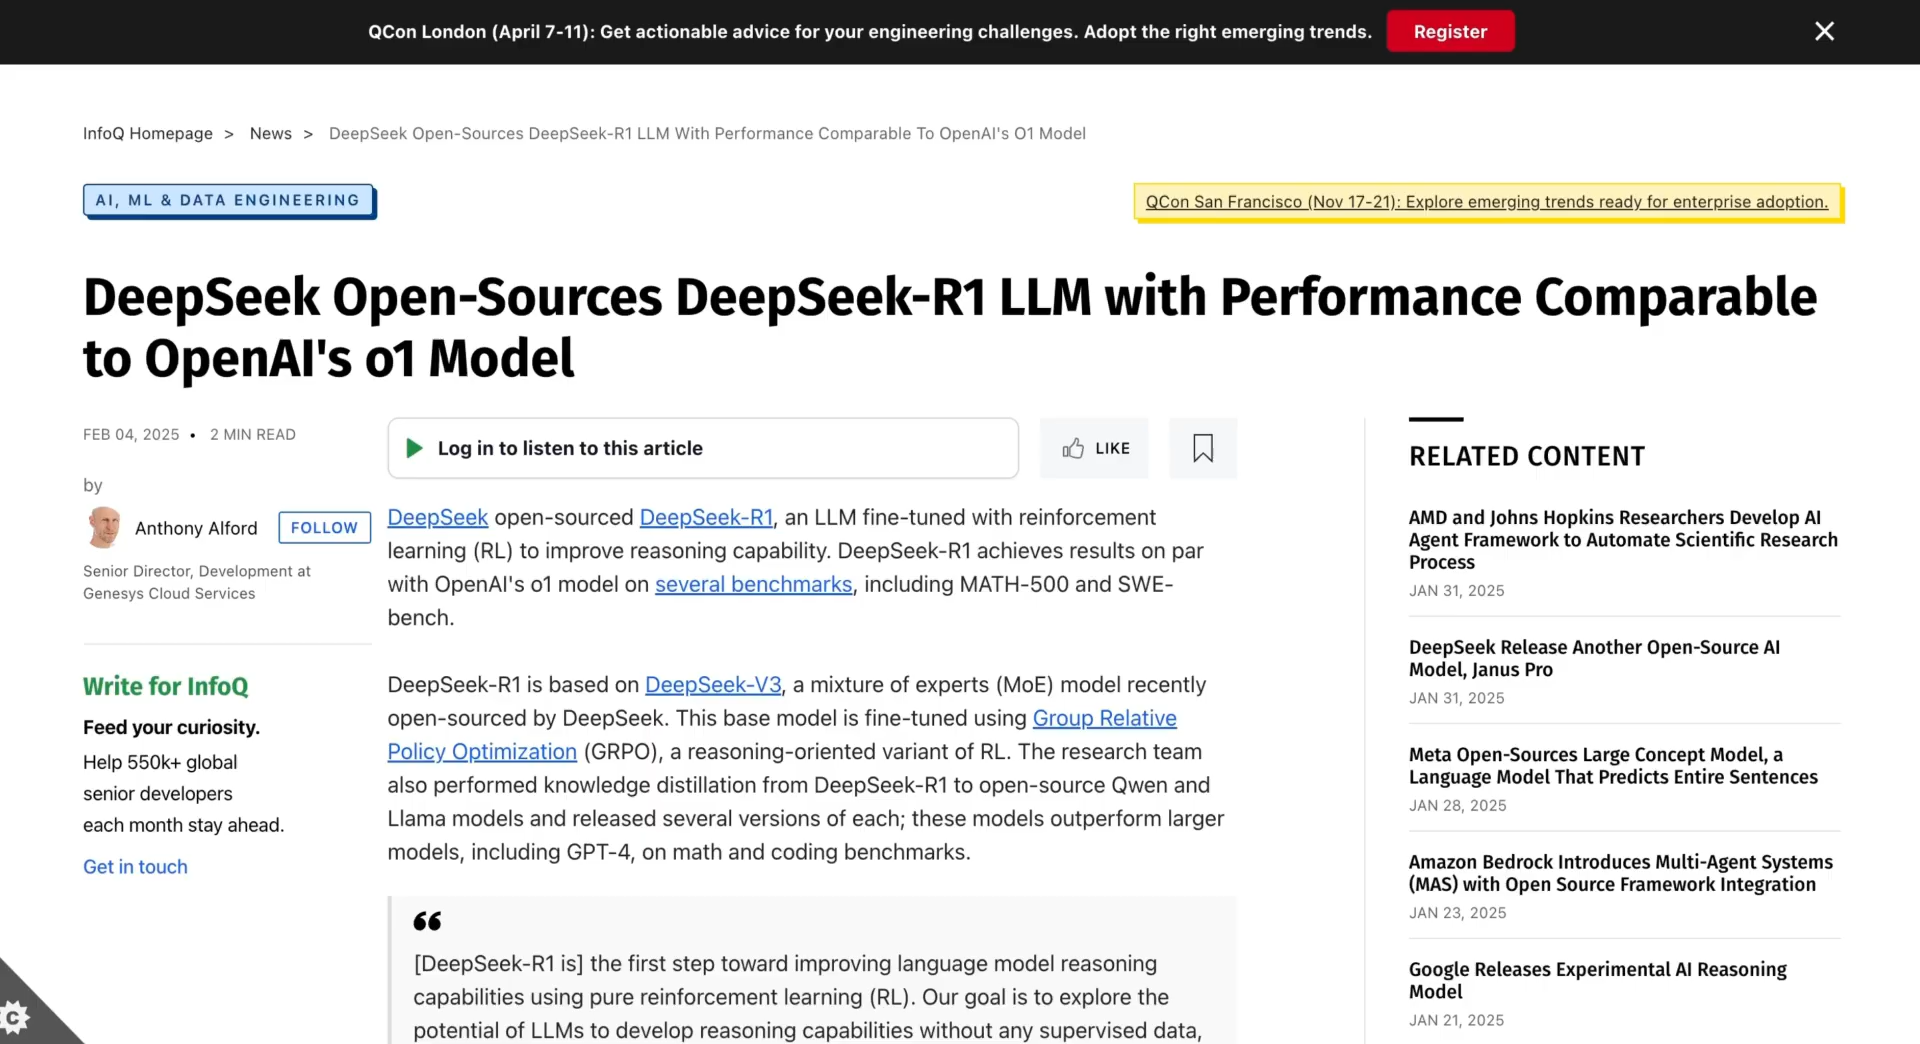 QCon London (April 7-11): Get actionable advice for your engineering challenges. Adopt the right emerging trends.
Register
InfoQ Homepage > News > DeepSeek Open-Sources DeepSeek-R1 LLM With Performance Comparable To OpenAI's O1 Model
AI, ML & DATA ENGINEERING
QCon San Francisco (Nov 17-21): Explore emerging trends ready for enterprise adoption.
DeepSeek Open-Sources DeepSeek-R1 LLM with Performance Comparable
to OpenAI's o1 Model
FEB 04, 2025 • 2 MIN READ
by
Anthony Alford
FOLLOW
Senior Director, Development at
Genesys Cloud Services
Write for InfoQ
Feed your curiosity.
Help 550k+ global
senior developers
each month stay ahead.
Get in touch
Log in to listen to this article
LIKE
DeepSeek open-sourced DeepSeek-R1, an LLM fine-tuned with reinforcement
learning (RL) to improve reasoning capability. DeepSeek-R1 achieves results on par
with OpenAI's o1 model on several benchmarks, including MATH-500 and SWE-
bench.
DeepSeek-R1 is based on DeepSeek-V3, a mixture of experts (MoE) model recently
open-sourced by DeepSeek. This base model is fine-tuned using Group Relative
Policy Optimization (GRPO), a reasoning-oriented variant of RL. The research team
also performed knowledge distillation from DeepSeek-R1 to open-source Qwen and
Llama models and released several versions of each; these models outperform larger
models, including GPT-4, on math and coding benchmarks.
[DeepSeek-R1 is] the first step toward improving language model reasoning
capabilities using pure reinforcement learning (RL). Our goal is to explore the
potential of LLMs to develop reasoning capabilities without any supervised data,
RELATED CONTENT
AMD and Johns Hopkins Researchers Develop AI
Agent Framework to Automate Scientific Research
Process
JAN 31, 2025
DeepSeek Release Another Open-Source AI
Model, Janus Pro
JAN 31, 2025
Meta Open-Sources Large Concept Model, a
Language Model That Predicts Entire Sentences
JAN 28, 2025
Amazon Bedrock Introduces Multi-Agent Systems
(MAS) with Open Source Framework Integration
JAN 23, 2025
Google Releases Experimental AI Reasoning
Model
JAN 21, 2025